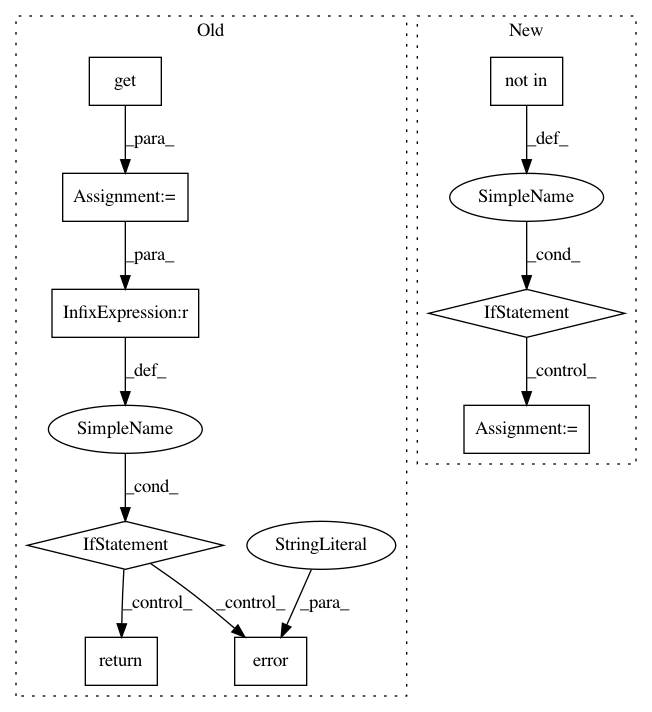 Old
New
get
not in
_para_
_def_
Assignment:=
SimpleName
_para_
_cond_
InfixExpression:r
IfStatement
_def_
_control_
SimpleName
Assignment:=
_cond_
IfStatement
StringLiteral
_control_
_control_
_para_
return
error